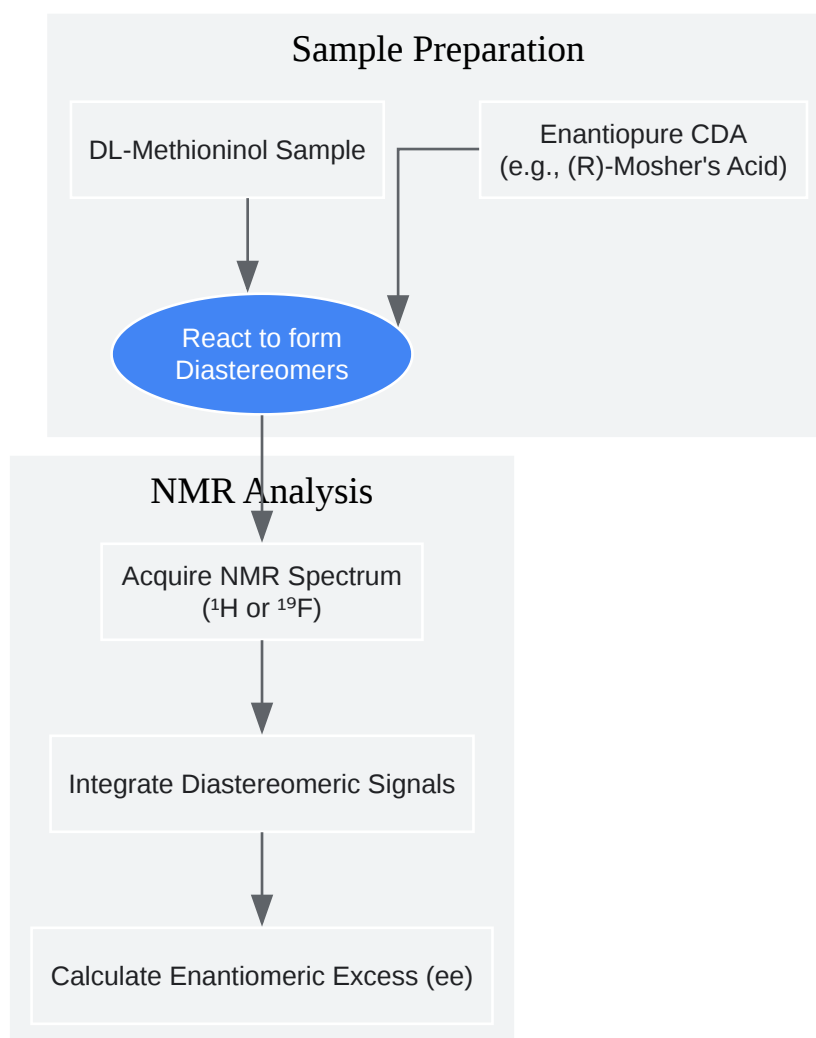 Sample Preparation
DL-Methioninol Sample
Enantiopure CDA
(e.g., (R)-Mosher's Acid)
React to form
Diastereomers
NMR Analysis
Acquire NMR Spectrum
(¹H or ¹⁹F)
Integrate Diastereomeric Signals
Calculate Enantiomeric Excess (ee)